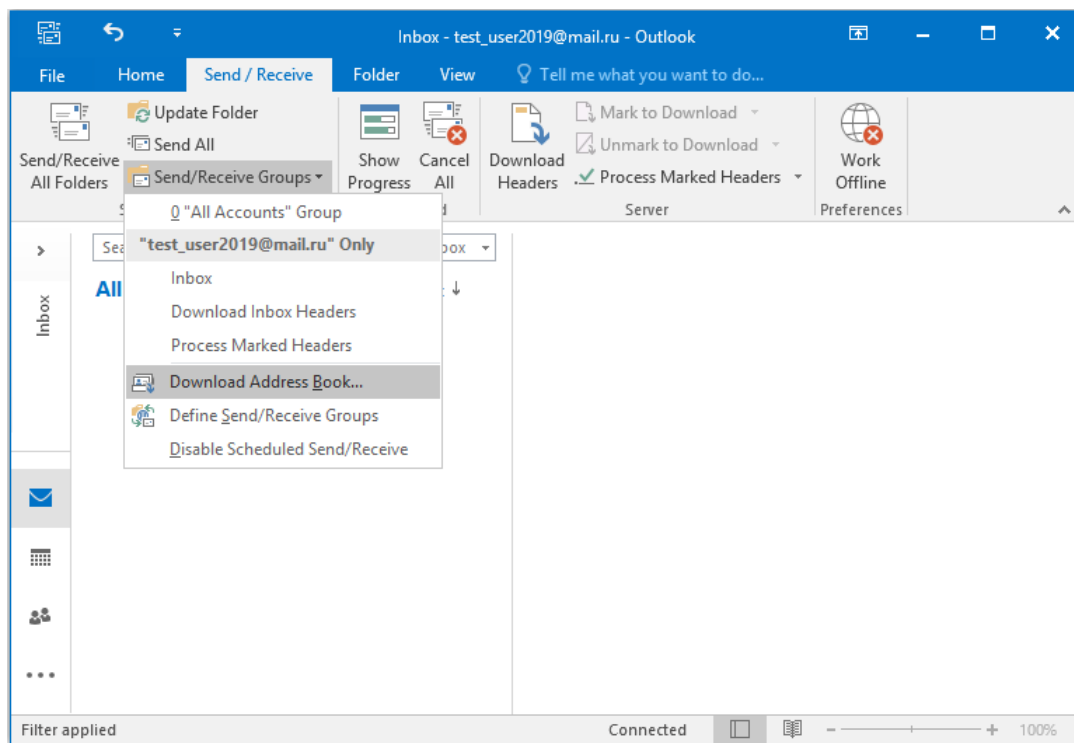 Inbox - test_user2019@mail.ru - Outlook
File Home Send / Receive Folder View Tell me what you want to do...
Send/Receive All Folders
Update Folder
Send All
Send/Receive Groups
Show Progress
Cancel All
Download Headers
Mark to Download
Unmark to Download
Process Marked Headers
Work Offline
Server
Preferences
0 "All Accounts" Group
"test_user2019@mail.ru" Only
Inbox
Download Inbox Headers
Process Marked Headers
Download Address Book...
Define Send/Receive Groups
Disable Scheduled Send/Receive
All
Inbox
Filter applied
Connected
100%